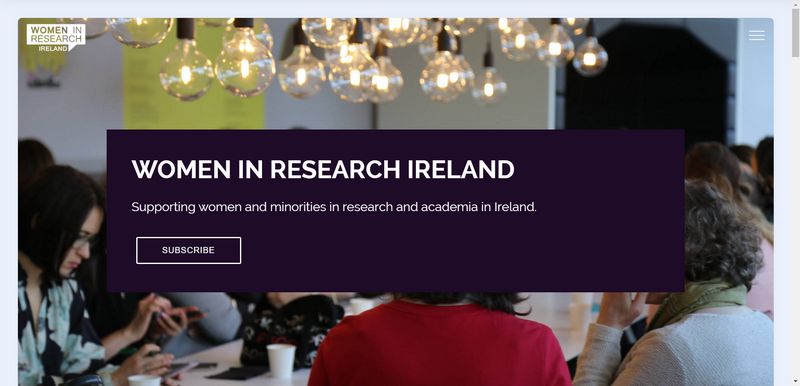 WOMEN IN
RESEARCH
IRELAND
WOMEN IN RESEARCH IRELAND
Supporting women and minorities in research and academia in Ireland.
SUBSCRIBE